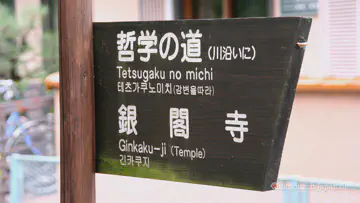 哲学の道(川沿いに)
Tetsugaku no michi
테츠가쿠노미치(강변을따라)
銀閣寺
Ginkaku-ji (Temple)
긴카쿠지